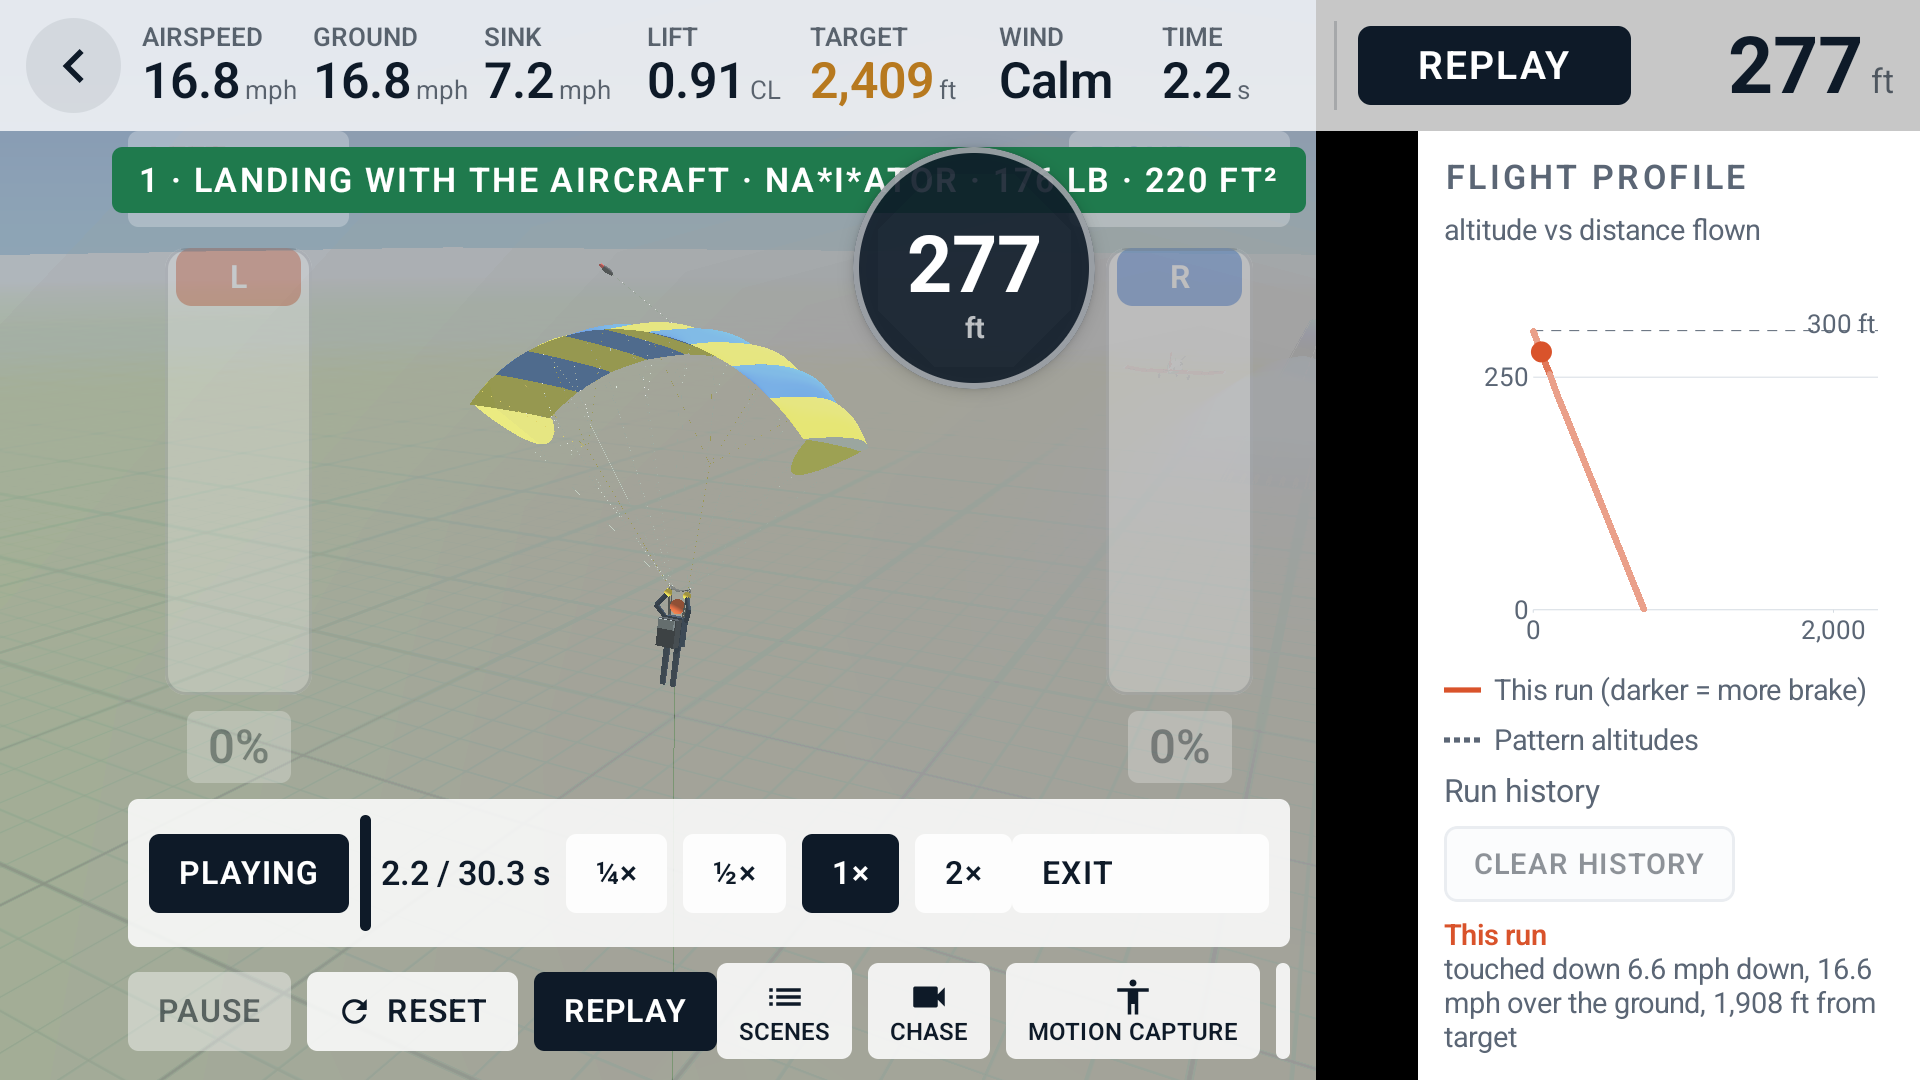 AIRSPEED
16.8 mph
GROUND
16.8 mph
SINK
7.2 mph
LIFT
0.91 CL
TARGET
2,409 ft
WIND
Calm
TIME
2.2 s
REPLAY
277 ft
1 · LANDING WITH THE AIRCRAFT · NA*I*ATOR · 175 LB · 220 FT²
277
ft
L
R
0%
0%
PLAYING
2.2 / 30.3 s
¼×
½×
1×
2×
EXIT
PAUSE
RESET
REPLAY
SCENES
CHASE
MOTION CAPTURE
FLIGHT PROFILE
altitude vs distance flown
300 ft
250
0
0
2,000
This run (darker = more brake)
Pattern altitudes
Run history
CLEAR HISTORY
This run
touched down 6.6 mph down, 16.6
mph over the ground, 1,908 ft from
target